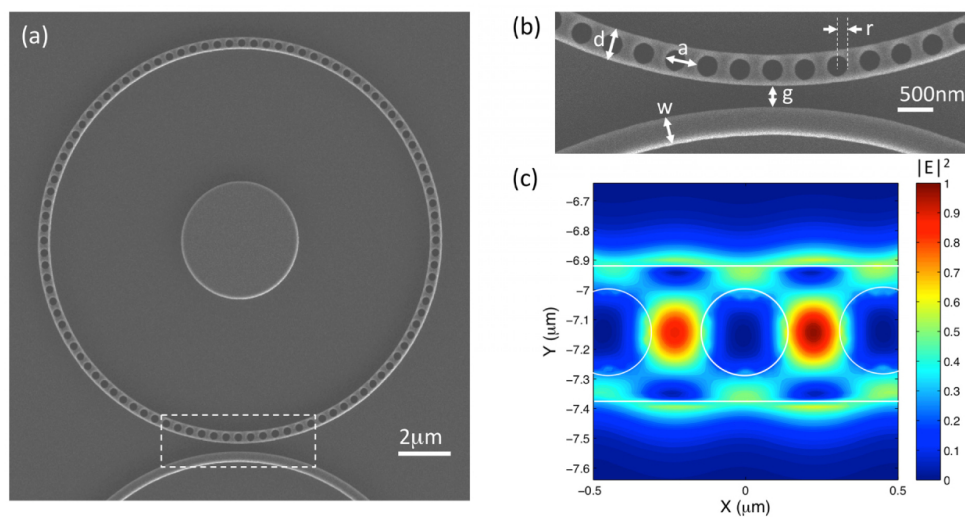 (a)
2μm
(b)
d
a
r
g
w
500nm
(c)
|E|²
Y (μm)
-6.7
-6.8
-6.9
-7
-7.1
-7.2
-7.3
-7.4
-7.5
-7.6
-0.5
0
0.5
X (μm)
1
0.9
0.8
0.7
0.6
0.5
0.4
0.3
0.2
0.1
0